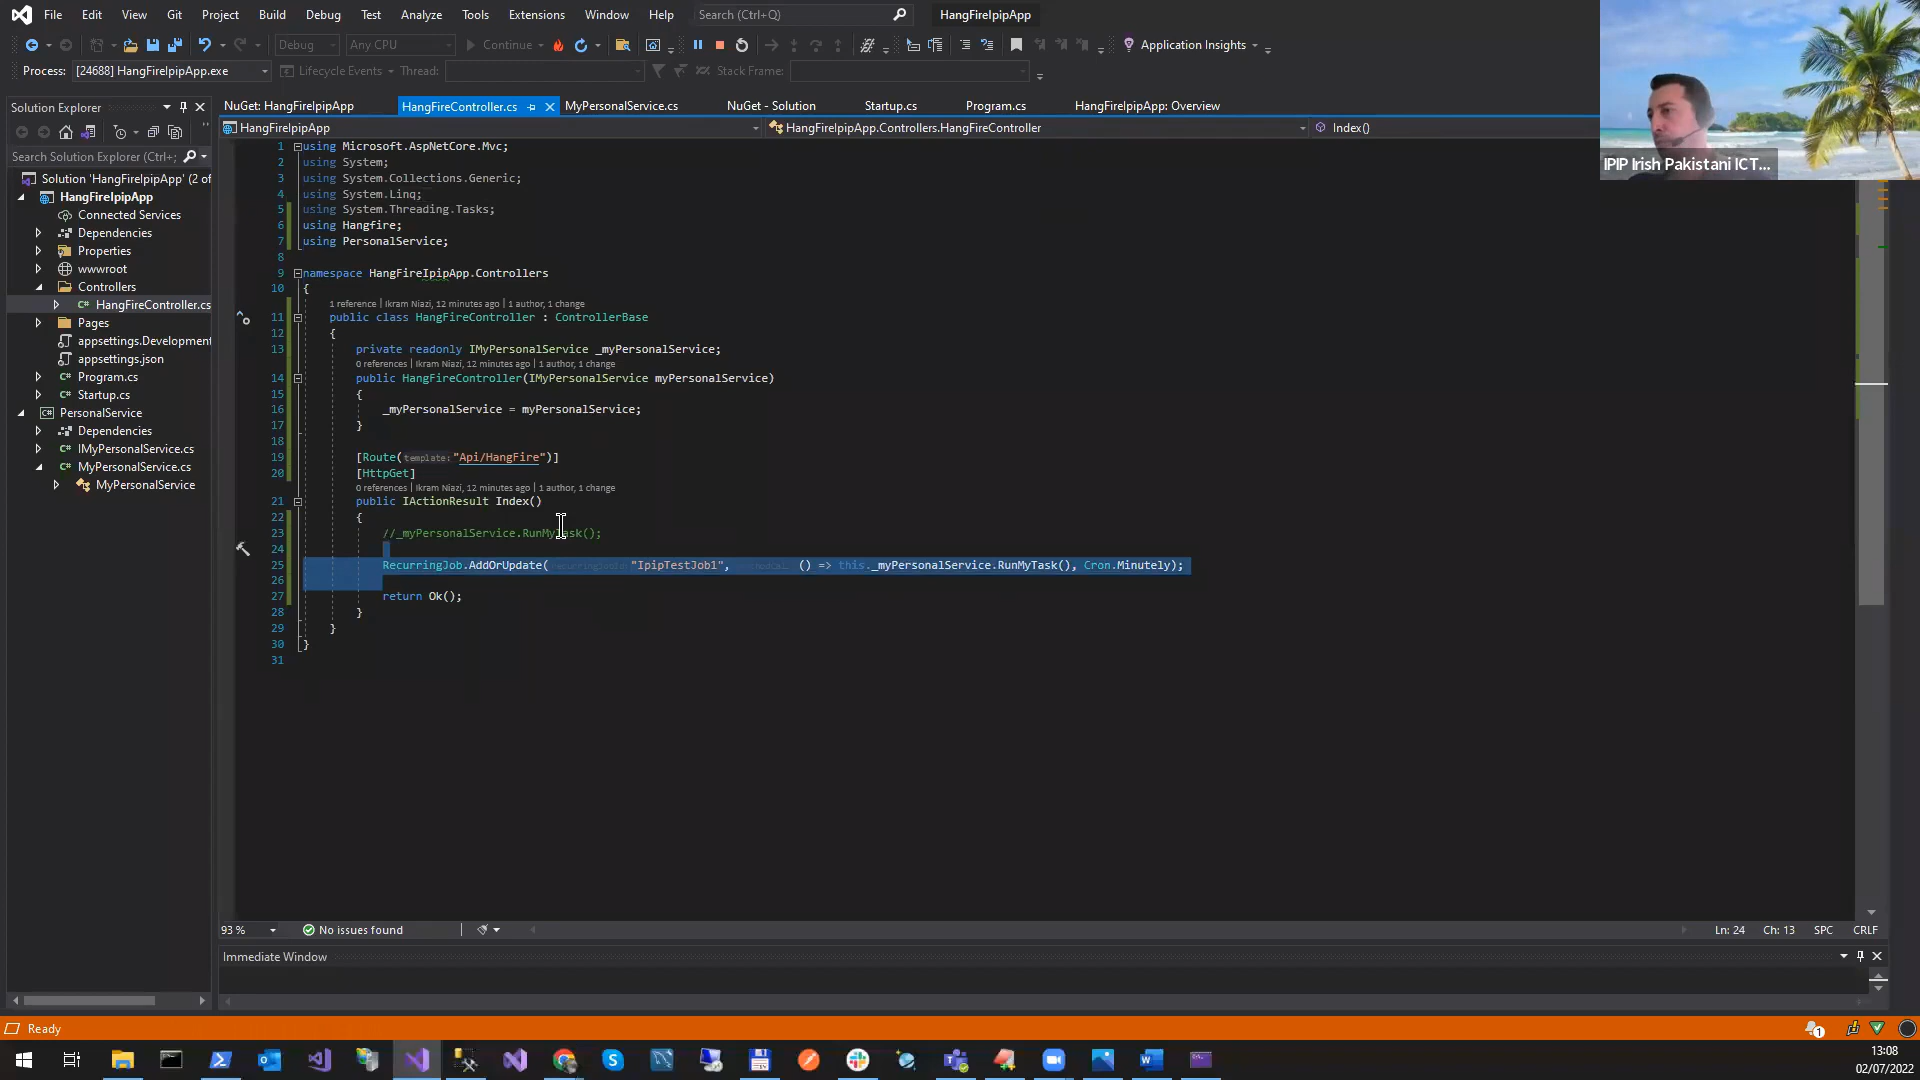 File Edit View Git Project Build Debug Test Analyze Tools Extensions Window Help Search (Ctrl+Q) HangFireIpipApp
Debug Any CPU Continue Application Insights
Process: [24688] HangFireIpipApp.exe Lifecycle Events Thread: Stack Frame:
IPIP Irish Pakistani ICT...
Solution Explorer
Search Solution Explorer (Ctrl+;
Solution 'HangFireIpipApp' (2 of
HangFireIpipApp
Connected Services
Dependencies
Properties
wwwroot
Controllers
C# HangFireController.cs
Pages
appsettings.Development
appsettings.json
C# Program.cs
C# Startup.cs
C# PersonalService
Dependencies
C# IMyPersonalService.cs
C# MyPersonalService.cs
MyPersonalService
NuGet: HangFireIpipApp HangFireController.cs MyPersonalService.cs NuGet - Solution Startup.cs Program.cs HangFireIpipApp: Overview
HangFireIpipApp HangFireIpipApp.Controllers.HangFireController Index()
1 using Microsoft.AspNetCore.Mvc;
2 using System;
3 using System.Collections.Generic;
4 using System.Linq;
5 using System.Threading.Tasks;
6 using Hangfire;
7 using PersonalService;
8
9 namespace HangFireIpipApp.Controllers
10 {
1 reference | Ikram Niazi, 12 minutes ago | 1 author, 1 change
11 public class HangFireController : ControllerBase
12 {
13 private readonly IMyPersonalService _myPersonalService;
0 references | Ikram Niazi, 12 minutes ago | 1 author, 1 change
14 public HangFireController(IMyPersonalService myPersonalService)
15 {
16 _myPersonalService = myPersonalService;
17 }
18
19 [Route(template: "Api/HangFire")]
20 [HttpGet]
0 references | Ikram Niazi, 12 minutes ago | 1 author, 1 change
21 public IActionResult Index()
22 {
23 //_myPersonalService.RunMyTask();
24
25 RecurringJob.AddOrUpdate( "IpipTestJob1", () => this._myPersonalService.RunMyTask(), Cron.Minutely);
26
27 return Ok();
28 }
29 }
30 }
31
93 % No issues found Ln: 24 Ch: 13 SPC CRLF
Immediate Window
Ready 1
13:08
02/07/2022